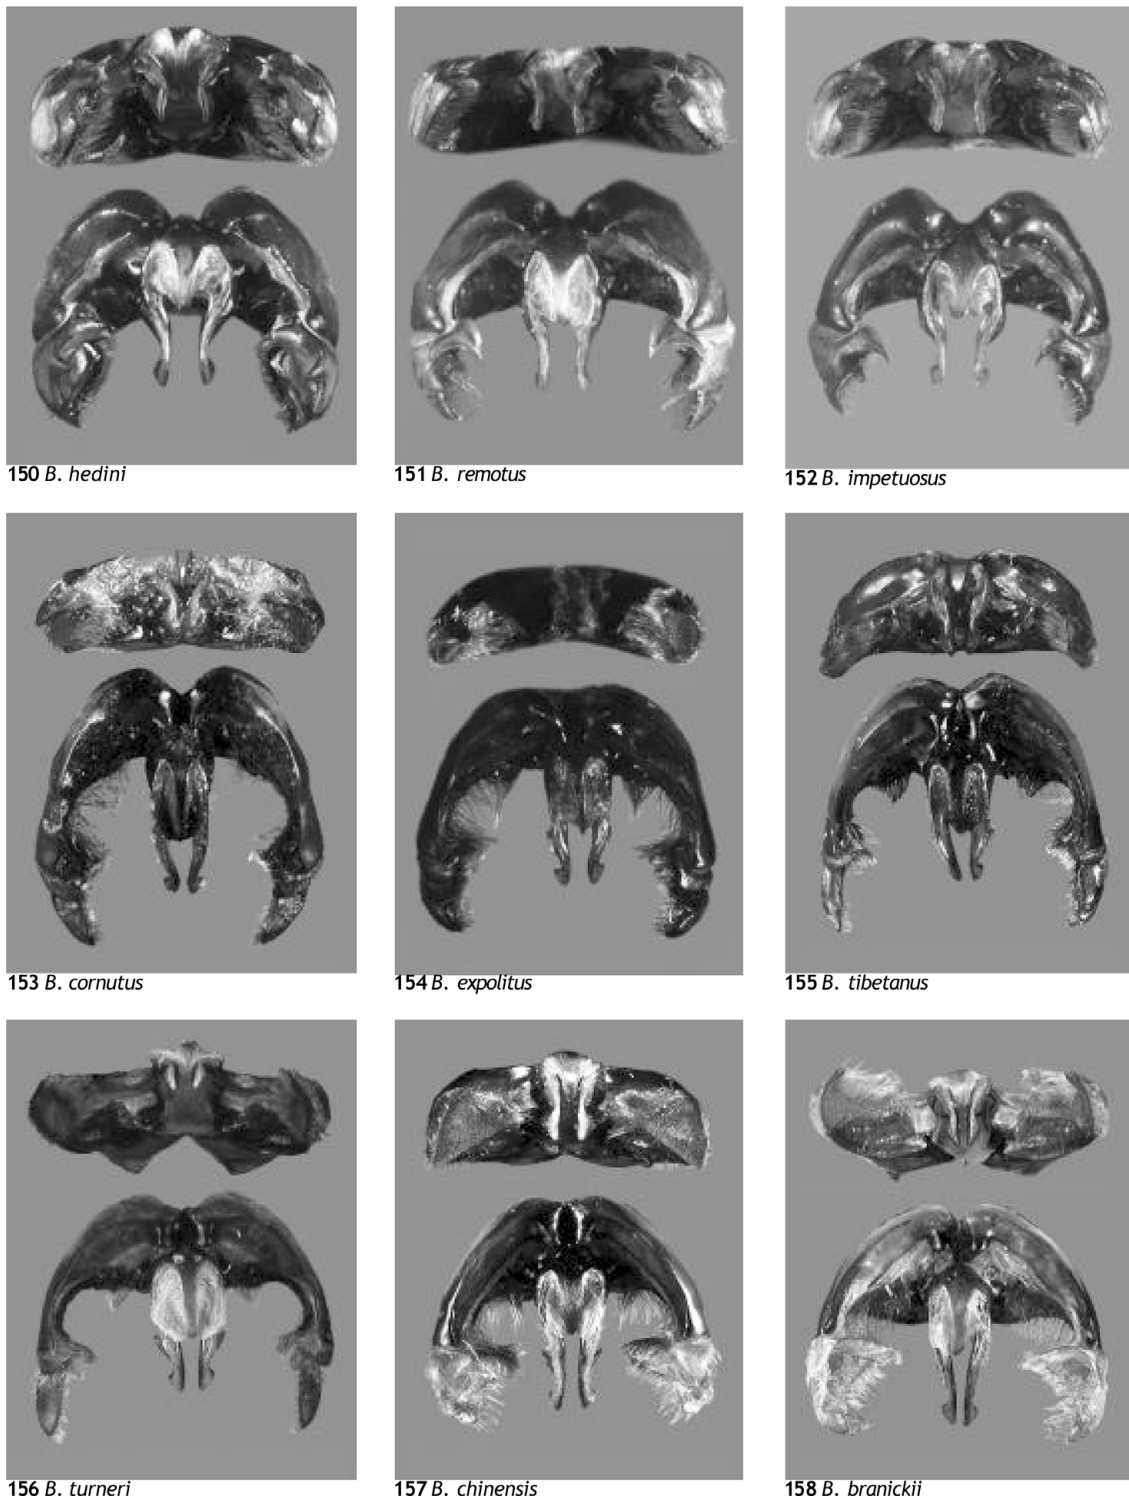 150 B. hedini
151 B. remotus
152 B. impetuosus
153 B. cornutus
154 B. expolitus
155 B. tibetanus
156 B. turneri
157 B. chinensis
158 B. branickii